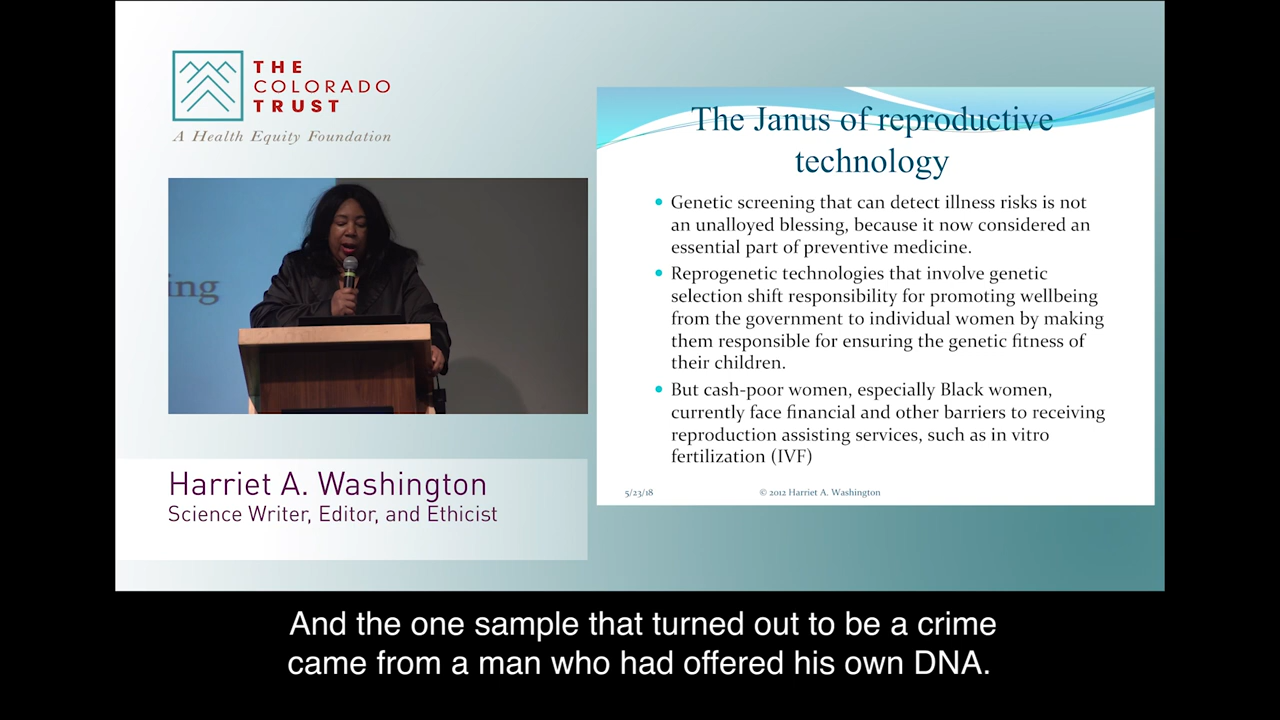 THE
COLORADO
TRUST
A Health Equity Foundation
ing
Harriet A. Washington
Science Writer, Editor, and Ethicist
The Janus of reproductive
technology
• Genetic screening that can detect illness risks is not
an unalloyed blessing, because it now considered an
essential part of preventive medicine.
• Reprogenetic technologies that involve genetic
selection shift responsibility for promoting wellbeing
from the government to individual women by making
them responsible for ensuring the genetic fitness of
their children.
• But cash-poor women, especially Black women,
currently face financial and other barriers to receiving
reproduction assisting services, such as in vitro
fertilization (IVF)
5/23/18
© 2012 Harriet A. Washington
And the one sample that turned out to be a crime
came from a man who had offered his own DNA.